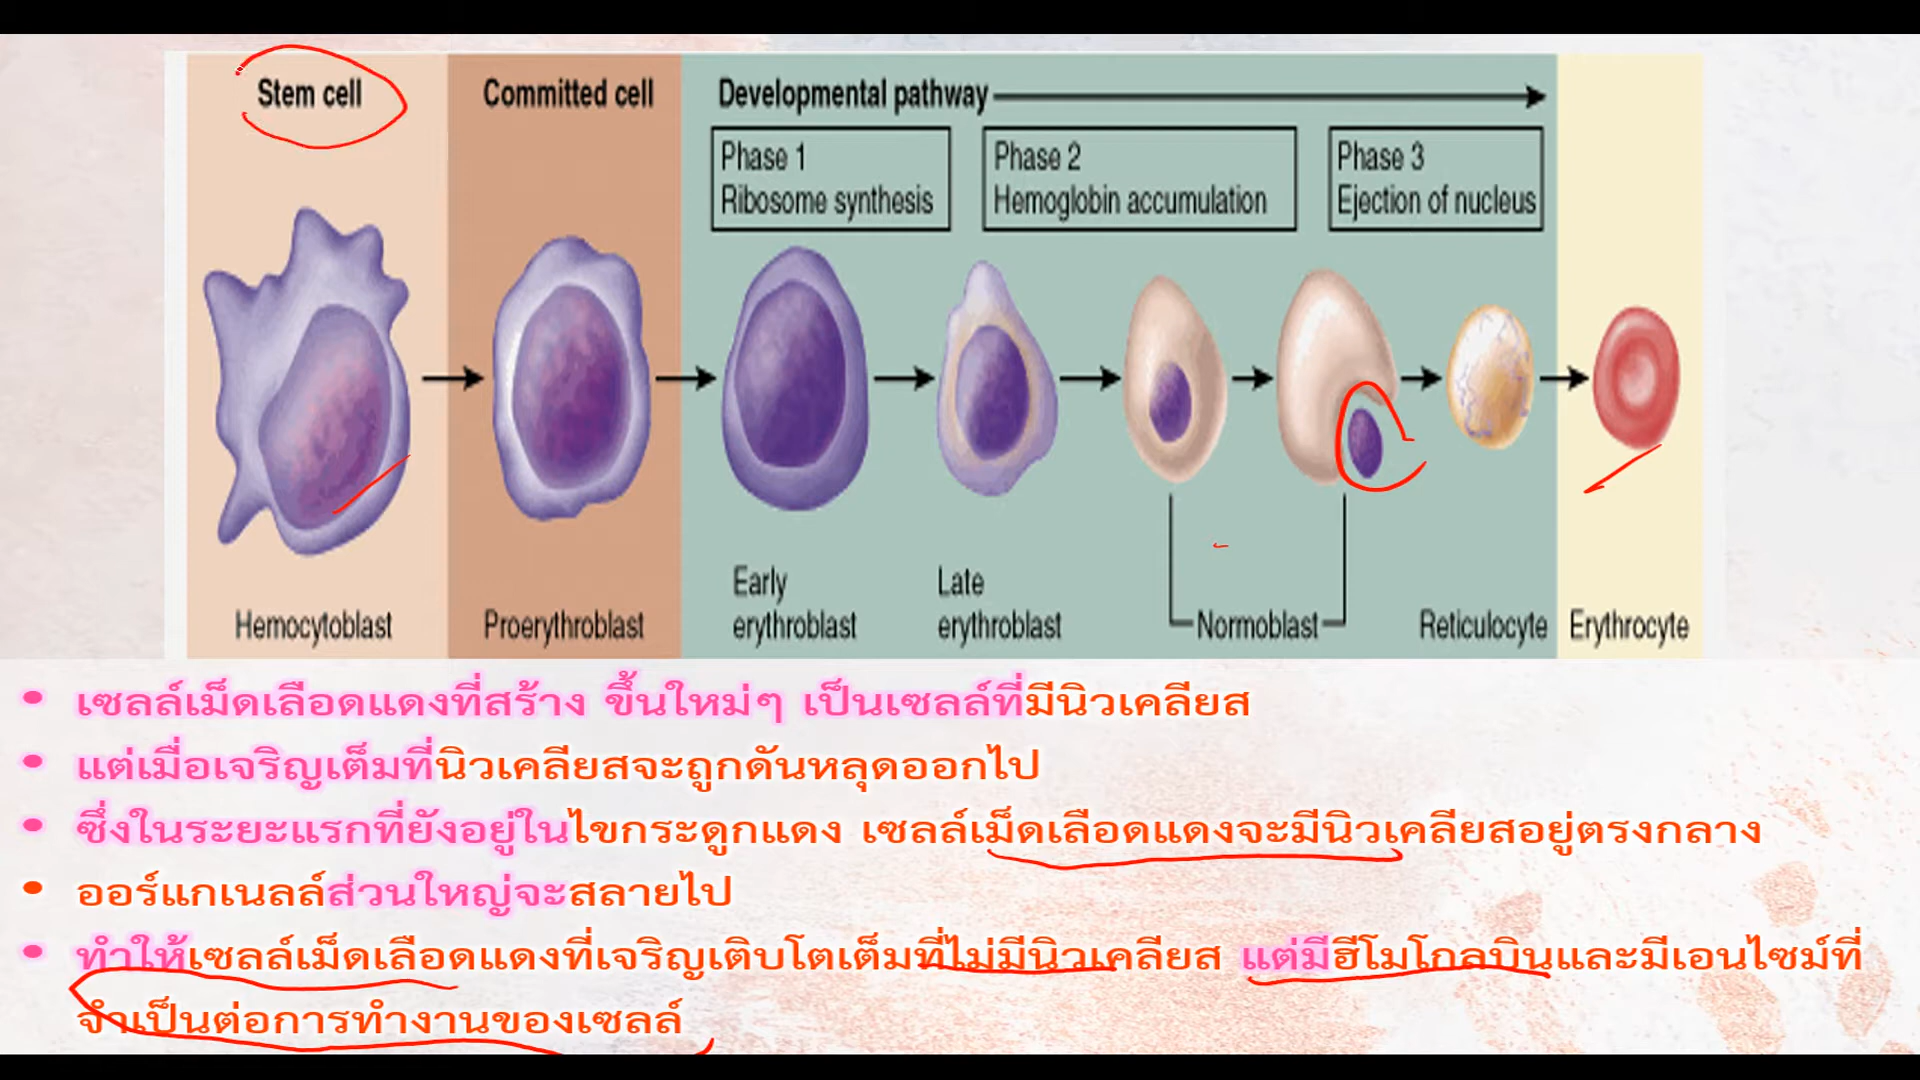 Stem cell
Committed cell
Developmental pathway
Phase 1
Ribosome synthesis
Phase 2
Hemoglobin accumulation
Phase 3
Ejection of nucleus
Hemocytoblast
Proerythroblast
Early
erythroblast
Late
erythroblast
Normoblast
Reticulocyte
Erythrocyte
• เซลล์เม็ดเลือดแดงที่สร้าง ขึ้นใหม่ๆ เป็นเซลล์ที่มีนิวเคลียส
• แต่เมื่อเจริญเต็มที่นิวเคลียสจะถูกดันหลุดออกไป
• ซึ่งในระยะแรกที่ยังอยู่ในไขกระดูกแดง เซลล์เม็ดเลือดแดงจะมีนิวเคลียสอยู่ตรงกลาง
• ออร์แกเนลล์ส่วนใหญ่จะสลายไป
• ทำให้เซลล์เม็ดเลือดแดงที่เจริญเติบโตเต็มที่ไม่มีนิวเคลียส แต่มีฮีโมโกลบินและมีเอนไซม์ที่
จำเป็นต่อการทำงานของเซลล์